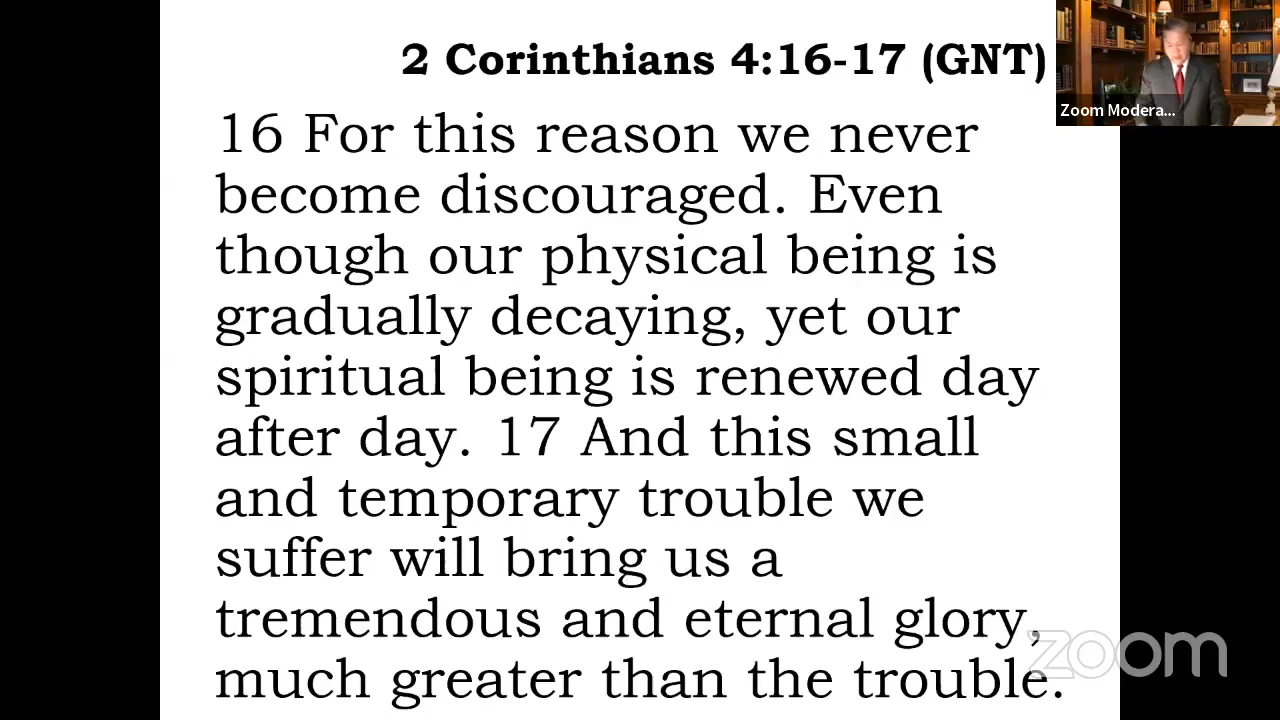 2 Corinthians 4:16-17 (GNT)
Zoom Modera...
16 For this reason we never
become discouraged. Even
though our physical being is
gradually decaying, yet our
spiritual being is renewed day
after day. 17 And this small
and temporary trouble we
suffer will bring us a
tremendous and eternal glory,
much greater than the trouble.
zoom